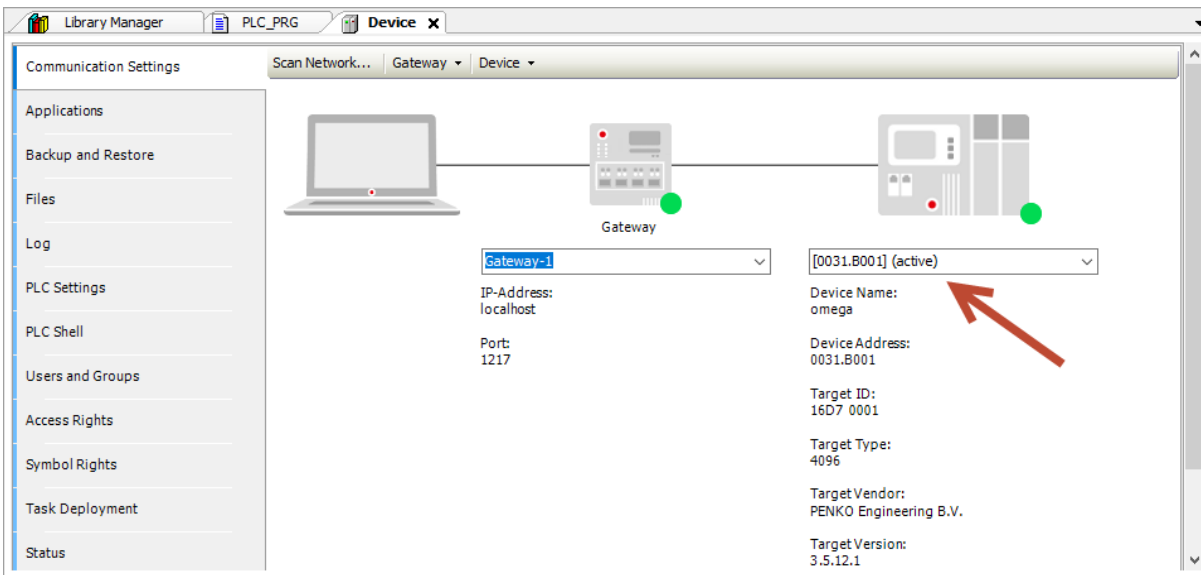 Library Manager
PLC_PRG
Device
Communication Settings
Applications
Backup and Restore
Files
Log
PLC Settings
PLC Shell
Users and Groups
Access Rights
Symbol Rights
Task Deployment
Status
Scan Network...
Gateway
Device
Gateway
Gateway-1
IP-Address:
localhost
Port:
1217
[0031.B001] (active)
Device Name:
omega
Device Address:
0031.B001
Target ID:
16D7 0001
Target Type:
4096
Target Vendor:
PENKO Engineering B.V.
Target Version:
3.5.12.1